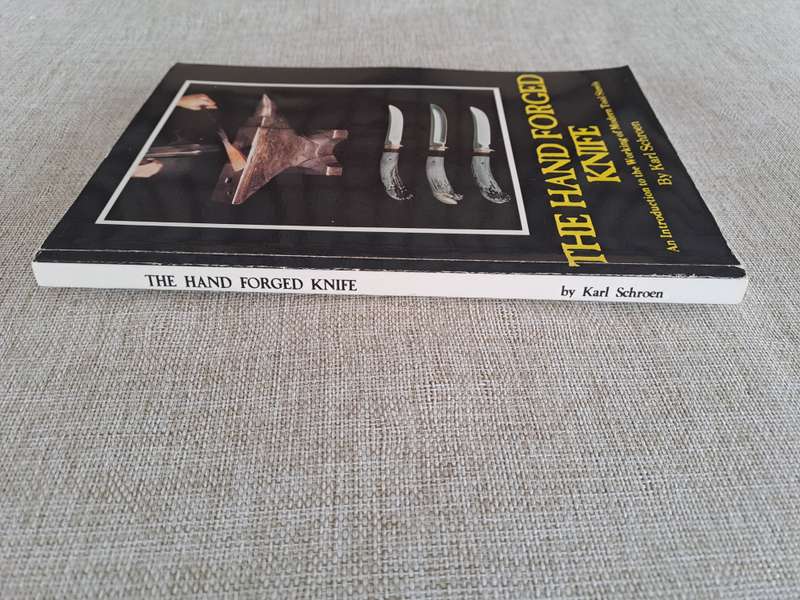 THE HAND FORGED
KNIFE
An Introduction to the Working of Modern Tool Steels
By Karl Schroen
THE HAND FORGED KNIFE by Karl Schroen